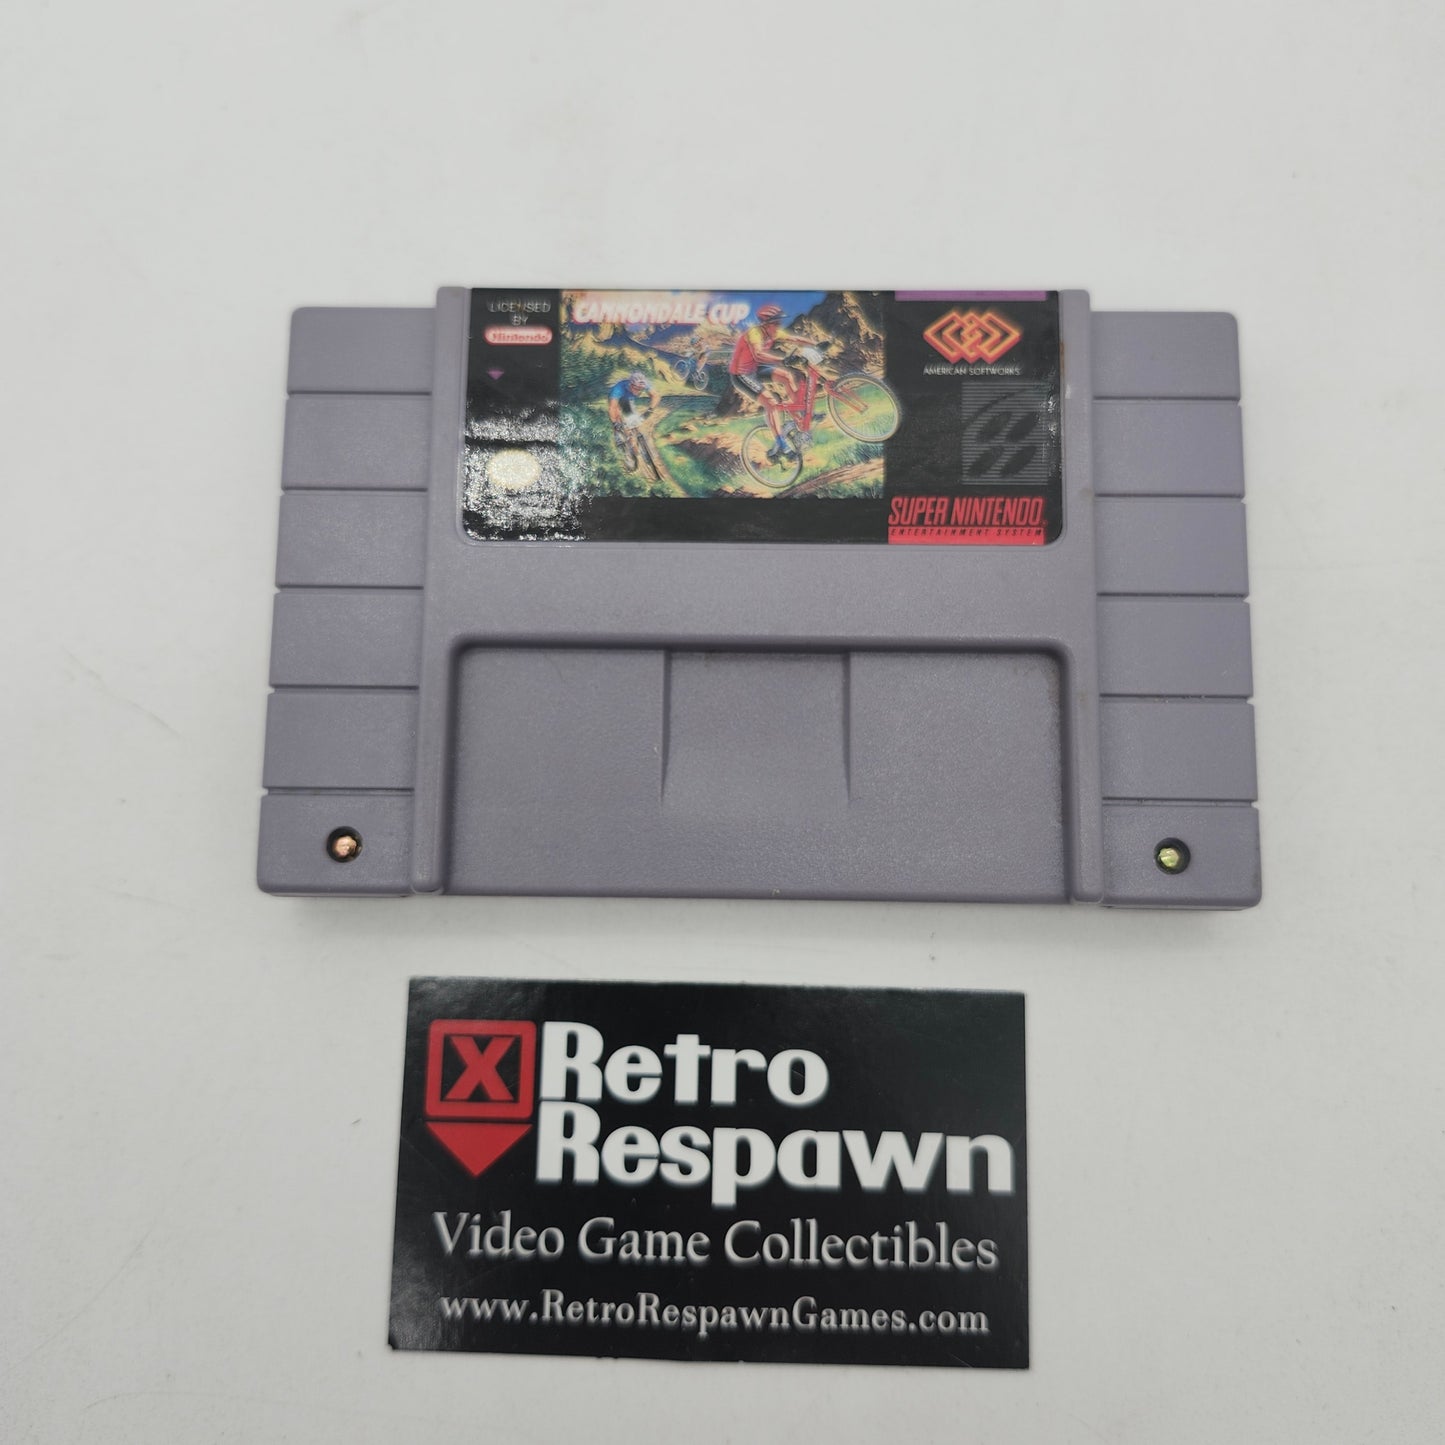 LICENSED
BY
Nintendo
CANNONDALE CUP
AMERICAN SOFTWORKS
SUPER NINTENDO
ENTERTAINMENT SYSTEM
X
Retro
Respawn
Video Game Collectibles
www.RetroRespawnGames.com